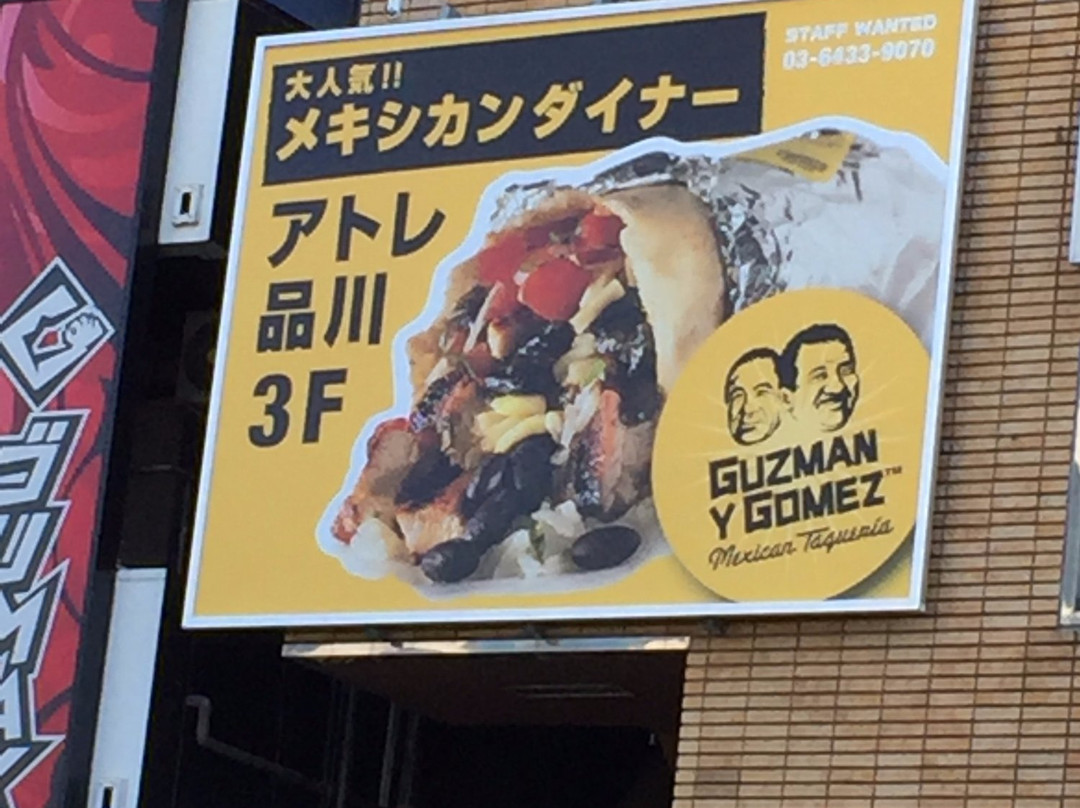 大人気!!
メキシカンダイナー
STAFF WANTED
03-6433-9070
アトレ
品川
3F
GUZMAN
Y GOMEZ™
Mexican Taquería